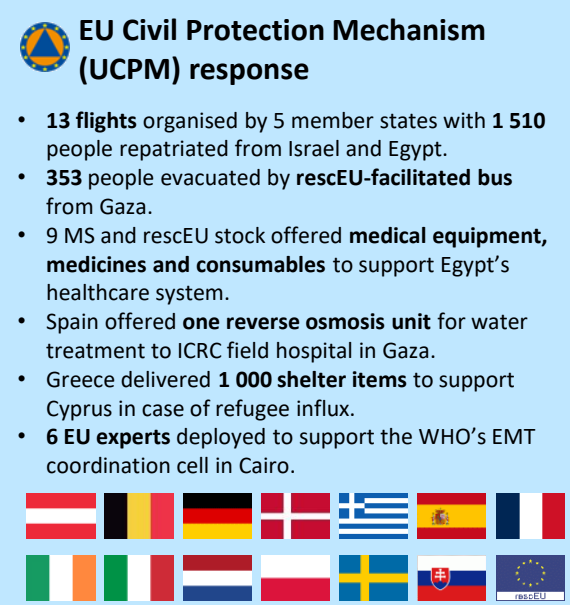 EU Civil Protection Mechanism
(UCPM) response
• 13 flights organised by 5 member states with 1 510
people repatriated from Israel and Egypt.
• 353 people evacuated by rescEU-facilitated bus
from Gaza.
• 9 MS and rescEU stock offered medical equipment,
medicines and consumables to support Egypt’s
healthcare system.
• Spain offered one reverse osmosis unit for water
treatment to ICRC field hospital in Gaza.
• Greece delivered 1 000 shelter items to support
Cyprus in case of refugee influx.
• 6 EU experts deployed to support the WHO’s EMT
coordination cell in Cairo.
rescEU